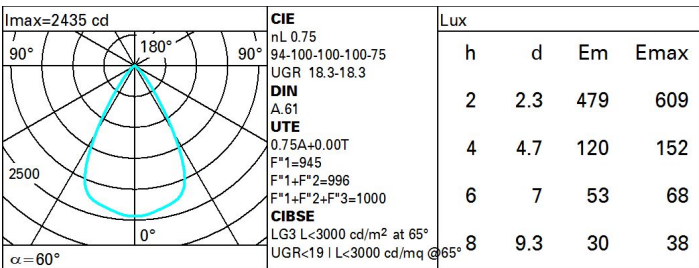 Imax=2435 cd
90° 180° 90°
2500
0°
α=60°
CIE
nL 0.75
94-100-100-100-75
UGR 18.3-18.3
DIN
A.61
UTE
0.75A+0.00T
F"1=945
F"1+F"2=996
F"1+F"2+F"3=1000
CIBSE
LG3 L<3000 cd/m² at 65°
UGR<19 | L<3000 cd/mq @65°
Lux
h d Em Emax
2 2.3 479 609
4 4.7 120 152
6 7 53 68
8 9.3 30 38